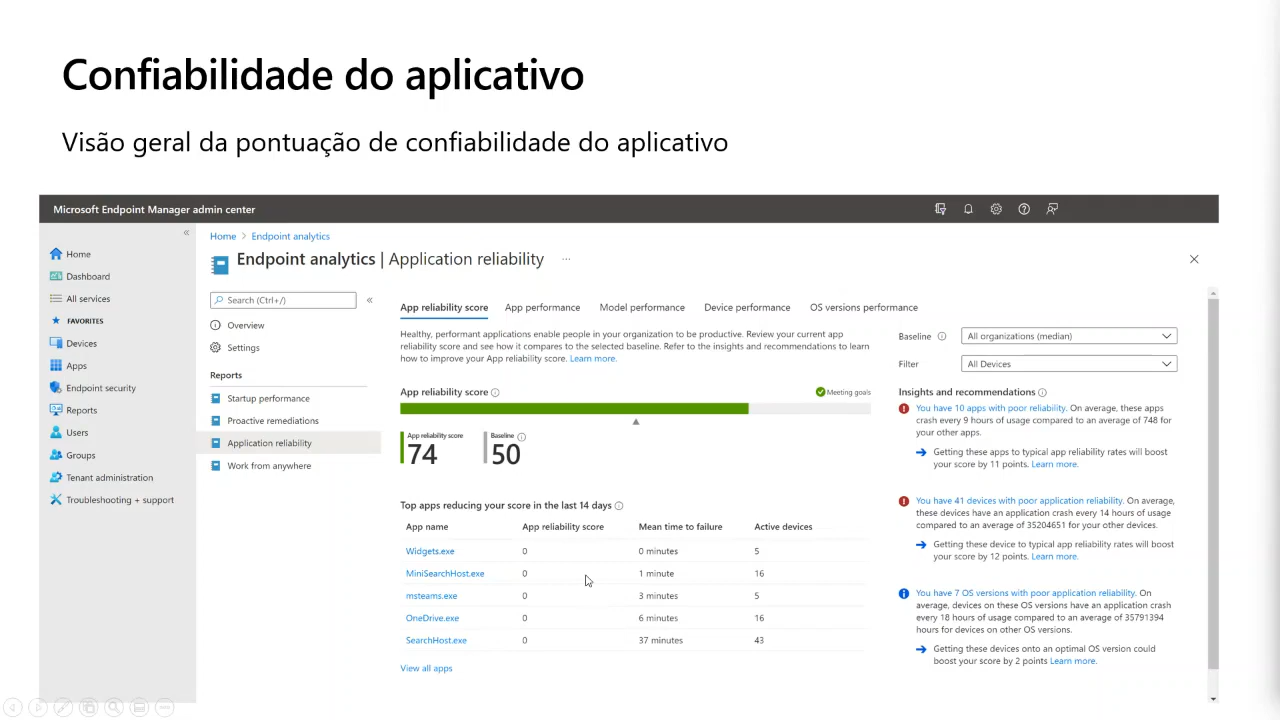 Confiabilidade do aplicativo
Visão geral da pontuação de confiabilidade do aplicativo
Microsoft Endpoint Manager admin center
Home
Dashboard
All services
FAVORITES
Devices
Apps
Endpoint security
Reports
Users
Groups
Tenant administration
Troubleshooting + support
Home > Endpoint analytics
Endpoint analytics | Application reliability ...
Search (Ctrl+/)
Overview
Settings
Reports
Startup performance
Proactive remediations
Application reliability
Work from anywhere
App reliability score App performance Model performance Device performance OS versions performance
Healthy, performant applications enable people in your organization to be productive. Review your current app
reliability score and see how it compares to the selected baseline. Refer to the insights and recommendations to learn
how to improve your App reliability score. Learn more.
App reliability score
Meeting goals
App reliability score
74
Baseline
50
Top apps reducing your score in the last 14 days
App name App reliability score Mean time to failure Active devices
Widgets.exe 0 0 minutes 5
MiniSearchHost.exe 0 1 minute 16
msteams.exe 0 3 minutes 5
OneDrive.exe 0 6 minutes 16
SearchHost.exe 0 37 minutes 43
View all apps
Baseline All organizations (median)
Filter All Devices
Insights and recommendations
You have 10 apps with poor reliability. On average, these apps
crash every 9 hours of usage compared to an average of 748 for
your other apps.
Getting these apps to typical app reliability rates will boost
your score by 11 points. Learn more.
You have 41 devices with poor application reliability. On average,
these devices have an application crash every 14 hours of usage
compared to an average of 35204651 for your other devices.
Getting these device to typical app reliability rates will boost
your score by 12 points. Learn more.
You have 7 OS versions with poor application reliability. On
average, devices on these OS versions have an application crash
every 18 hours of usage compared to an average of 35791394
hours for devices on other OS versions.
Getting these devices onto an optimal OS version could
boost your score by 2 points Learn more.